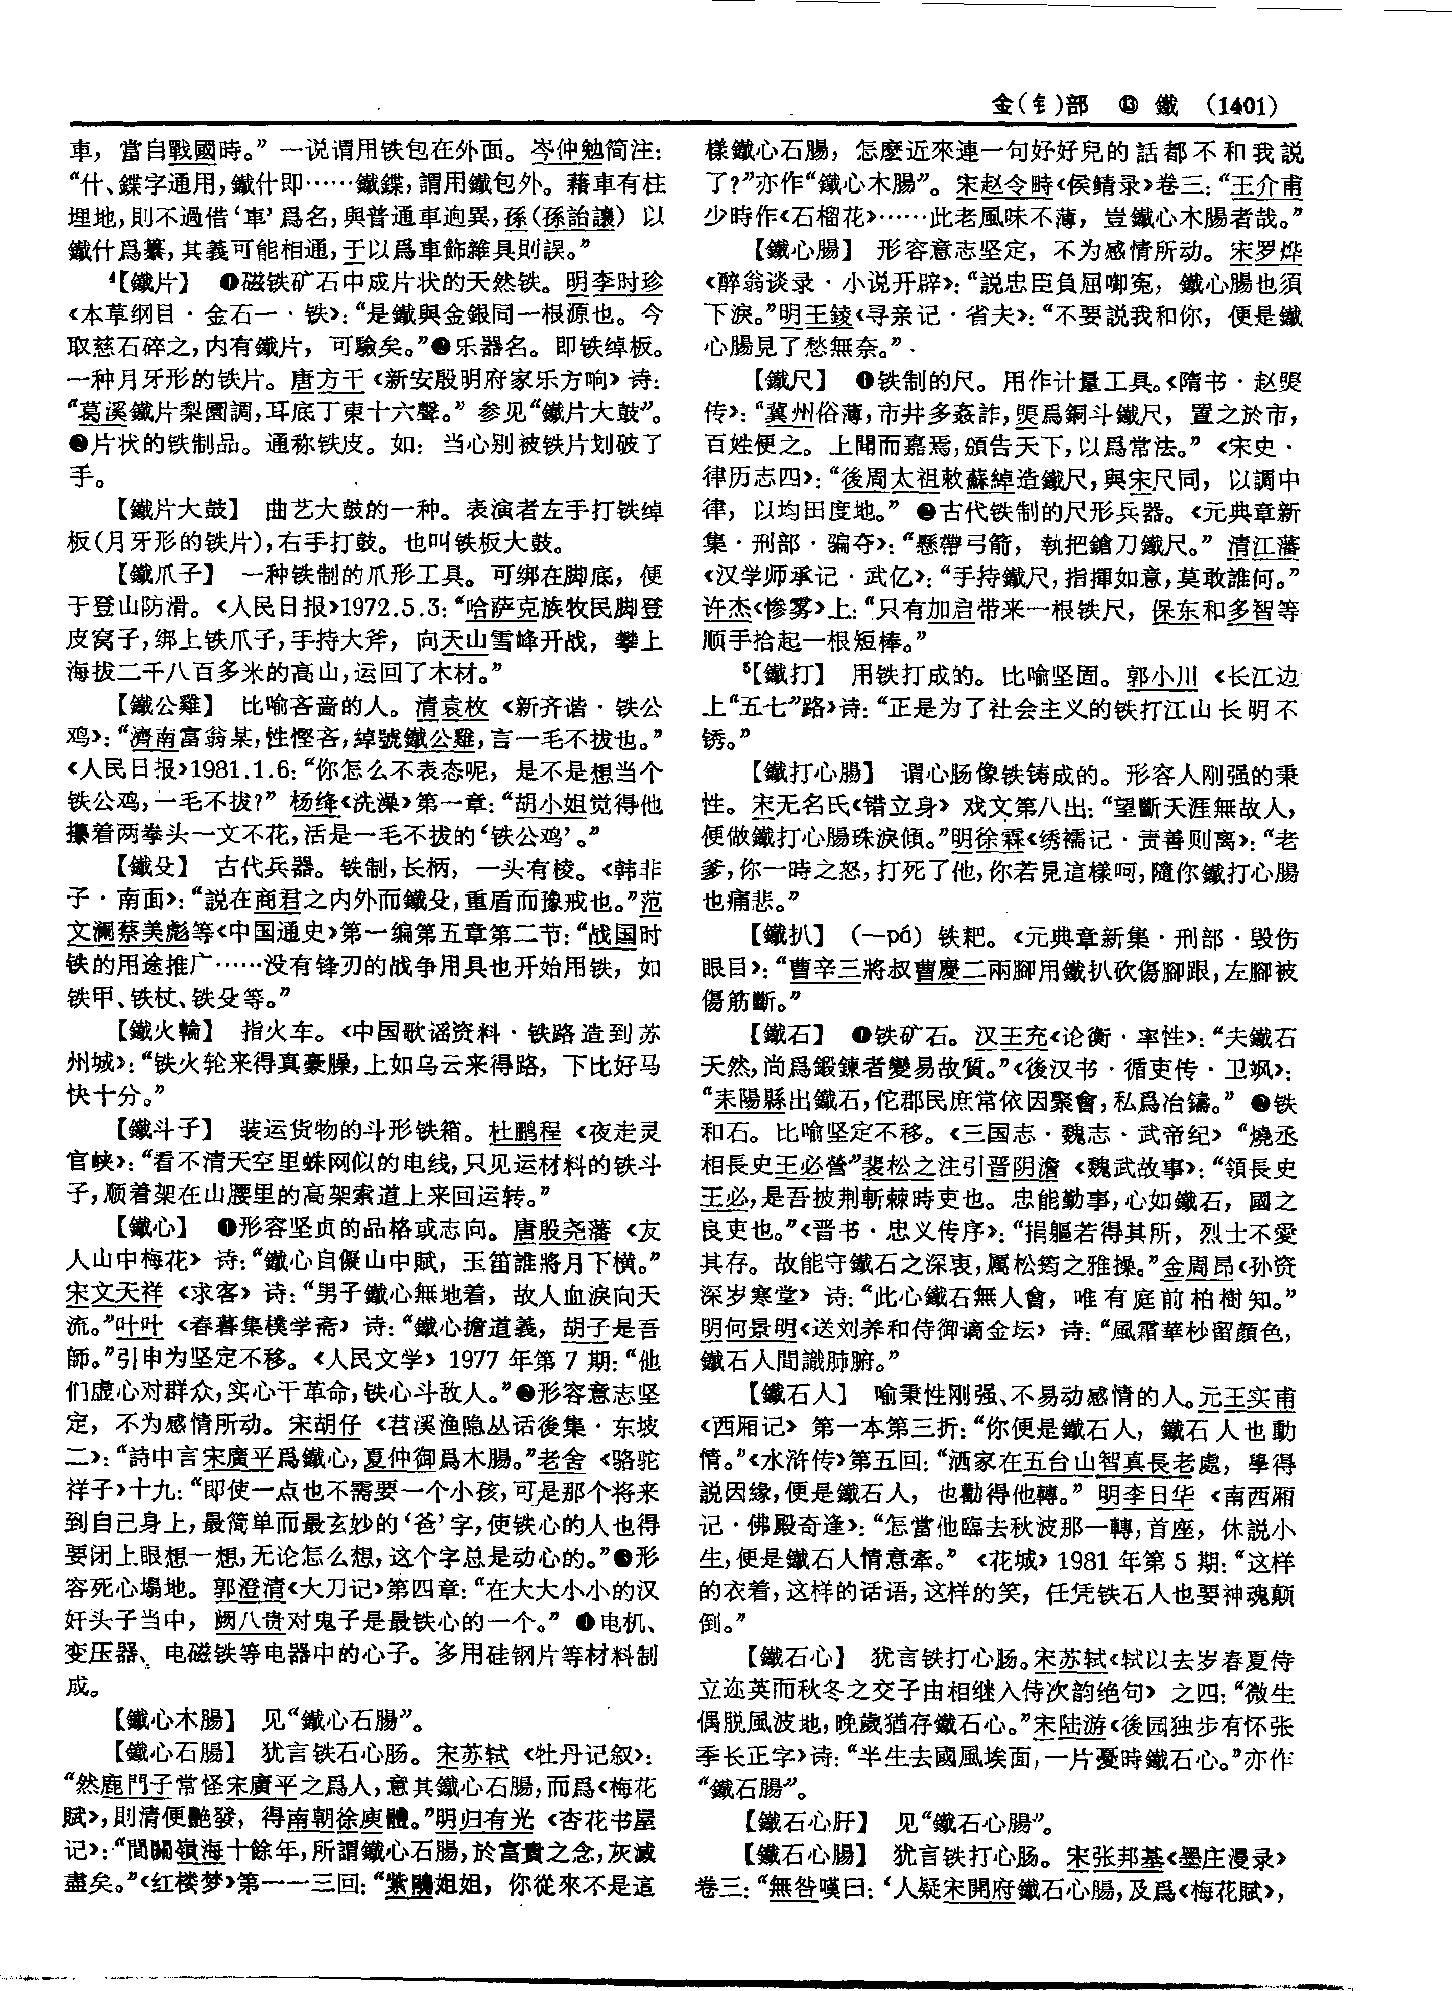 金(钅)部 ⑬ 鐵 (1401)
車，當自戰國時。”一说谓用铁包在外面。岑仲勉简注：
“什、鍱字通用，鐵什即……鐵鍱，謂用鐵包外。藉車有柱
埋地，則不過借‘車’爲名，與普通車迥異，孫(孫詒讓) 以
鐵什爲纂，其義可能相通，于以爲車飾雜具則誤。”
4【鐵片】 ❶磁铁矿石中成片状的天然铁。明李时珍
《本草纲目·金石一·铁》：“是鐵與金銀同一根源也。今
取慈石碎之，内有鐵片，可驗矣。”❷乐器名。即铁绰板。
一种月牙形的铁片。唐方干《新安殷明府家乐方响》诗：
“葛溪鐵片梨園調，耳底丁東十六聲。”参见“鐵片大鼓”。
❸片状的铁制品。通称铁皮。如：当心别被铁片划破了
手。
【鐵片大鼓】 曲艺大鼓的一种。表演者左手打铁绰
板(月牙形的铁片)，右手打鼓。也叫铁板大鼓。
【鐵爪子】 一种铁制的爪形工具。可绑在脚底，便
于登山防滑。《人民日报》1972.5.3：“哈萨克族牧民脚登
皮窝子，绑上铁爪子，手持大斧，向天山雪峰开战，攀上
海拔二千八百多米的高山，运回了木材。”
【鐵公雞】 比喻吝啬的人。清袁枚《新齐谐·铁公
鸡》：“濟南富翁某，性慳吝，綽號鐵公雞，言一毛不拔也。”
《人民日报》1981.1.6：“你怎么不表态呢，是不是想当个
铁公鸡，一毛不拔？”杨绛《洗澡》第一章：“胡小姐觉得他
攥着两拳头一文不花，活是一毛不拔的‘铁公鸡’。”
【鐵殳】 古代兵器。铁制，长柄，一头有棱。《韩非
子·南面》：“説在商君之内外而鐵殳，重盾而豫戒也。”范
文澜蔡美彪等《中国通史》第一编第五章第二节：“战国时
铁的用途推广……没有锋刃的战争用具也开始用铁，如
铁甲、铁杖、铁殳等。”
【鐵火輪】 指火车。《中国歌谣资料·铁路造到苏
州城》：“铁火轮来得真豪臊，上如乌云来得路，下比好马
快十分。”
【鐵斗子】 装运货物的斗形铁箱。杜鹏程《夜走灵
官峡》：“看不清天空里蛛网似的电线，只见运材料的铁斗
子，顺着架在山腰里的高架索道上来回运转。”
【鐵心】 ❶形容坚贞的品格或志向。唐殷尧藩《友
人山中梅花》诗：“鐵心自儗山中賦，玉笛誰將月下横。”
宋文天祥《求客》诗：“男子鐵心無地着，故人血淚向天
流。”叶叶《春暮集樸学斋》诗：“鐵心擔道義，胡子是吾
師。”引申为坚定不移。《人民文学》1977 年第 7 期：“他
们虚心对群众，实心干革命，铁心斗敌人。”❷形容意志坚
定，不为感情所动。宋胡仔《苕溪渔隐丛话後集·东坡
二》：“詩中言宋廣平爲鐵心，夏仲御爲木腸。”老舍《骆驼
祥子》十九：“即使一点也不需要一个小孩，可是那个将来
到自己身上，最简单而最玄妙的‘爸’字，使铁心的人也得
要闭上眼想一想，无论怎么想，这个字总是动心的。”❸形
容死心塌地。郭澄清《大刀记》第四章：“在大大小小的汉
奸头子当中，阙八贵对鬼子是最铁心的一个。”❹电机、
变压器、电磁铁等电器中的心子。多用硅钢片等材料制
成。
【鐵心木腸】 见“鐵心石腸”。
【鐵心石腸】 犹言铁石心肠。宋苏轼《牡丹记叙》：
“然鹿門子常怪宋廣平之爲人，意其鐵心石腸，而爲《梅花
賦》，則清便艷發，得南朝徐庾體。”明归有光《杏花书屋
记》：“間關嶺海十餘年，所謂鐵心石腸，於富貴之念，灰滅
盡矣。”《红楼梦》第一一三回：“紫鵑姐姐，你從來不是這
樣鐵心石腸，怎麽近來連一句好好兒的話都不和我説
了？”亦作“鐵心木腸”。宋赵令畤《侯鲭录》卷三：“王介甫
少時作《石榴花》……此老風味不薄，豈鐵心木腸者哉。”
【鐵心腸】 形容意志坚定，不为感情所动。宋罗烨
《醉翁谈录·小说开辟》：“説忠臣負屈啣冤，鐵心腸也須
下淚。”明王錂《寻亲记·省夫》：“不要説我和你，便是鐵
心腸見了愁無奈。”
【鐵尺】 ❶铁制的尺。用作计量工具。《隋书·赵煚
传》：“冀州俗薄，市井多姦詐，煚爲銅斗鐵尺，置之於市，
百姓便之。上聞而嘉焉，頒告天下，以爲常法。”《宋史·
律历志四》：“後周太祖敕蘇綽造鐵尺，與宋尺同，以調中
律，以均田度地。”❷古代铁制的尺形兵器。《元典章新
集·刑部·骗夺》：“懸帶弓箭，執把鎗刀鐵尺。”清江藩
《汉学师承记·武亿》：“手持鐵尺，指揮如意，莫敢誰何。”
许杰《惨雾》上：“只有加启带来一根铁尺，保东和多智等
顺手拾起一根短棒。”
5【鐵打】 用铁打成的。比喻坚固。郭小川《长江边
上“五七”路》诗：“正是为了社会主义的铁打江山长明不
锈。”
【鐵打心腸】 谓心肠像铁铸成的。形容人刚强的秉
性。宋无名氏《错立身》戏文第八出：“望斷天涯無故人，
便做鐵打心腸珠淚傾。”明徐霖《绣襦记·责善则离》：“老
爹，你一時之怒，打死了他，你若見這樣呵，隨你鐵打心腸
也痛悲。”
【鐵扒】 (—pá) 铁耙。《元典章新集·刑部·毁伤
眼目》：“曹辛三將叔曹慶二兩腳用鐵扒砍傷腳跟，左腳被
傷筋斷。”
【鐵石】 ❶铁矿石。汉王充《论衡·率性》：“夫鐵石
天然，尚爲鍛鍊者變易故質。”《後汉书·循吏传·卫飒》：
“耒陽縣出鐵石，佗郡民庶常依因聚會，私爲冶鑄。”❷铁
和石。比喻坚定不移。《三国志·魏志·武帝纪》“燒丞
相長史王必營”裴松之注引晋阴澹《魏武故事》：“領長史
王必，是吾披荆斬棘時吏也。忠能勤事，心如鐵石，國之
良吏也。”《晋书·忠义传序》：“捐軀若得其所，烈士不愛
其存。故能守鐵石之深衷，厲松筠之雅操。”金周昂《孙资
深岁寒堂》诗：“此心鐵石無人會，唯有庭前柏樹知。”
明何景明《送刘养和侍御谪金坛》诗：“風霜華杪留顔色，
鐵石人間識肺腑。”
【鐵石人】 喻秉性刚强、不易动感情的人。元王实甫
《西厢记》第一本第三折：“你便是鐵石人，鐵石人也動
情。”《水浒传》第五回：“洒家在五台山智真長老處，學得
説因缘，便是鐵石人，也勸得他轉。”明李日华《南西厢
记·佛殿奇逢》：“怎當他臨去秋波那一轉，首座，休説小
生，便是鐵石人情意牽。”《花城》1981 年第 5 期：“这样
的衣着，这样的话语，这样的笑，任凭铁石人也要神魂颠
倒。”
【鐵石心】 犹言铁打心肠。宋苏轼《轼以去岁春夏侍
立迩英而秋冬之交子由相继入侍次韵绝句》之四：“微生
偶脱風波地，晚歲猶存鐵石心。”宋陆游《後园独步有怀张
季长正字》诗：“半生去國風埃面，一片憂時鐵石心。”亦作
“鐵石腸”。
【鐵石心肝】 见“鐵石心腸”。
【鐵石心腸】 犹言铁打心肠。宋张邦基《墨庄漫录》
卷三：“無咎嘆曰：‘人疑宋開府鐵石心腸，及爲《梅花賦》，